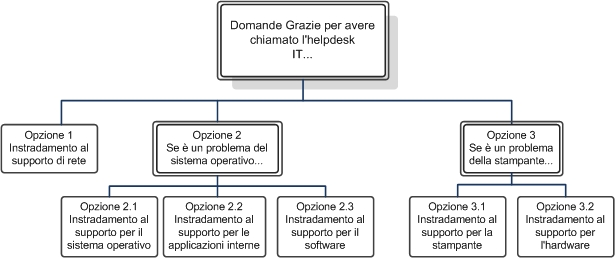 Domande Grazie per avere
chiamato l'helpdesk
IT...
Opzione 1
Instradamento al
supporto di rete
Opzione 2
Se è un problema del
sistema operativo...
Opzione 3
Se è un problema
della stampante...
Opzione 2.1
Instradamento al
supporto per il
sistema operativo
Opzione 2.2
Instradamento al
supporto per le
applicazioni interne
Opzione 2.3
Instradamento al
supporto per il
software
Opzione 3.1
Instradamento al
supporto per la
stampante
Opzione 3.2
Instradamento al
supporto per
l'hardware